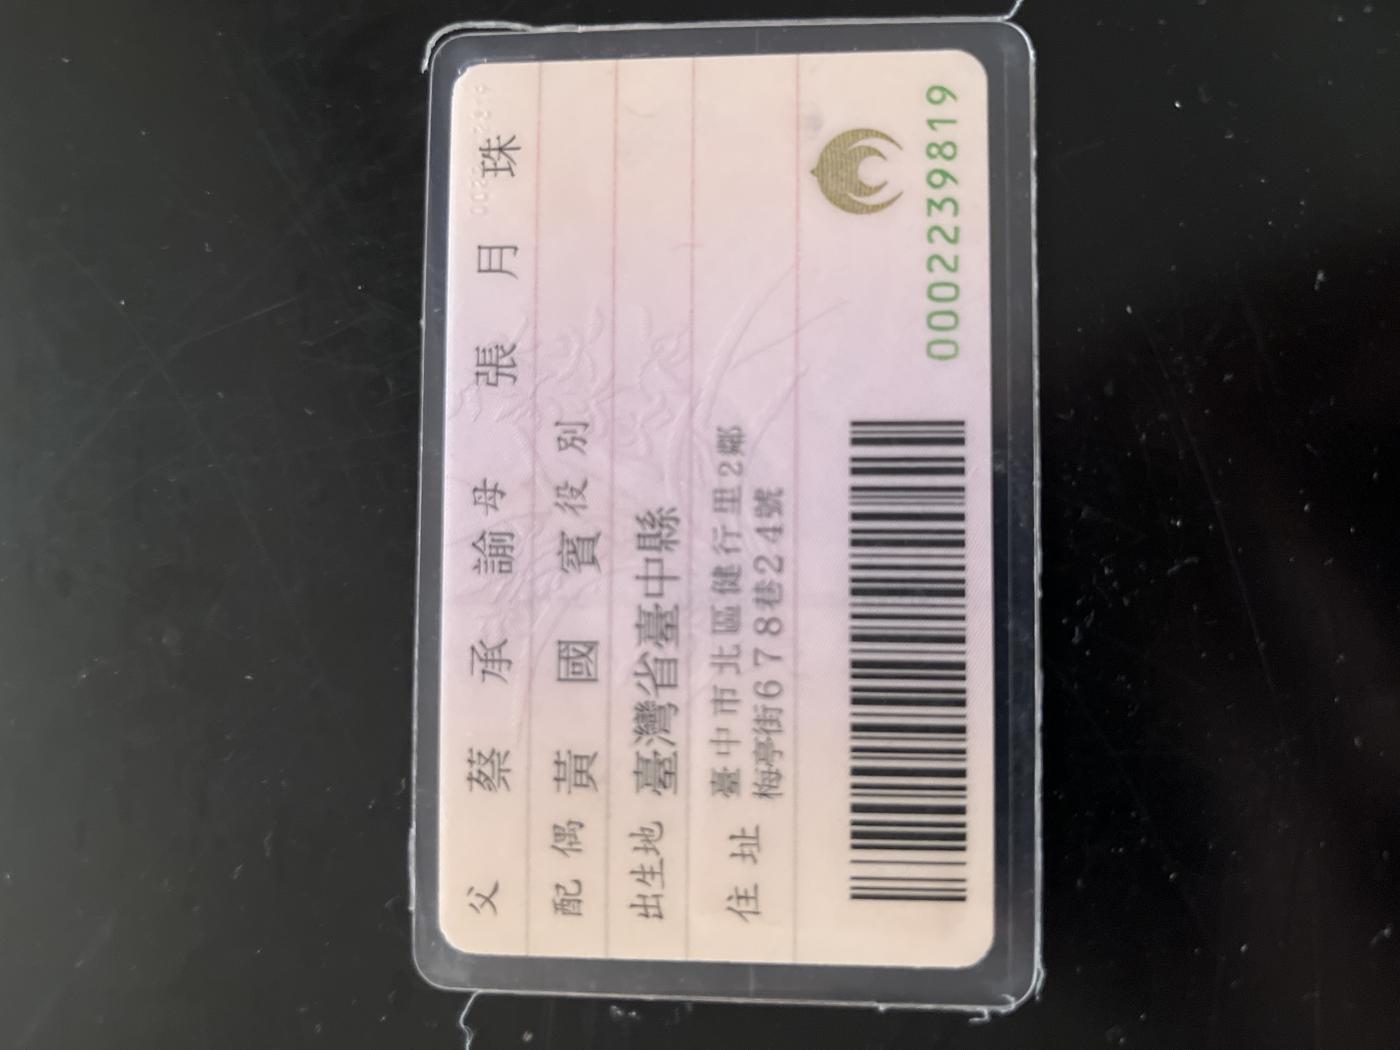 父 蔡承諭 母 張月珠
配偶 黃國賓 役別
出生地 臺灣省臺中縣
住址 臺中市北區健行里2鄰
梅亭街678巷24號
0002239819